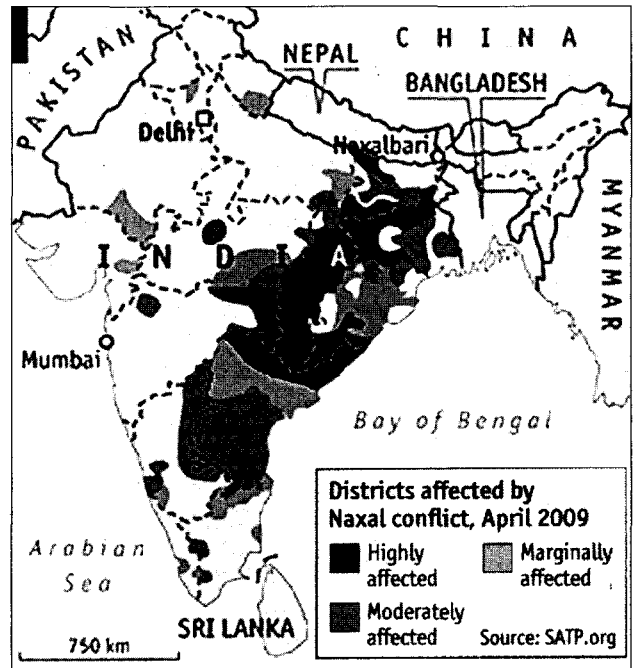 CHINA
PAKISTAN
NEPAL
BANGLADESH
Delhi
Naxalbari
INDIA
MYANMAR
Mumbai
Bay of Bengal
Arabian
Sea
SRI LANKA
750 km
Districts affected by
Naxal conflict, April 2009
Highly
affected
Marginally
affected
Moderately
affected
Source: SATP.org